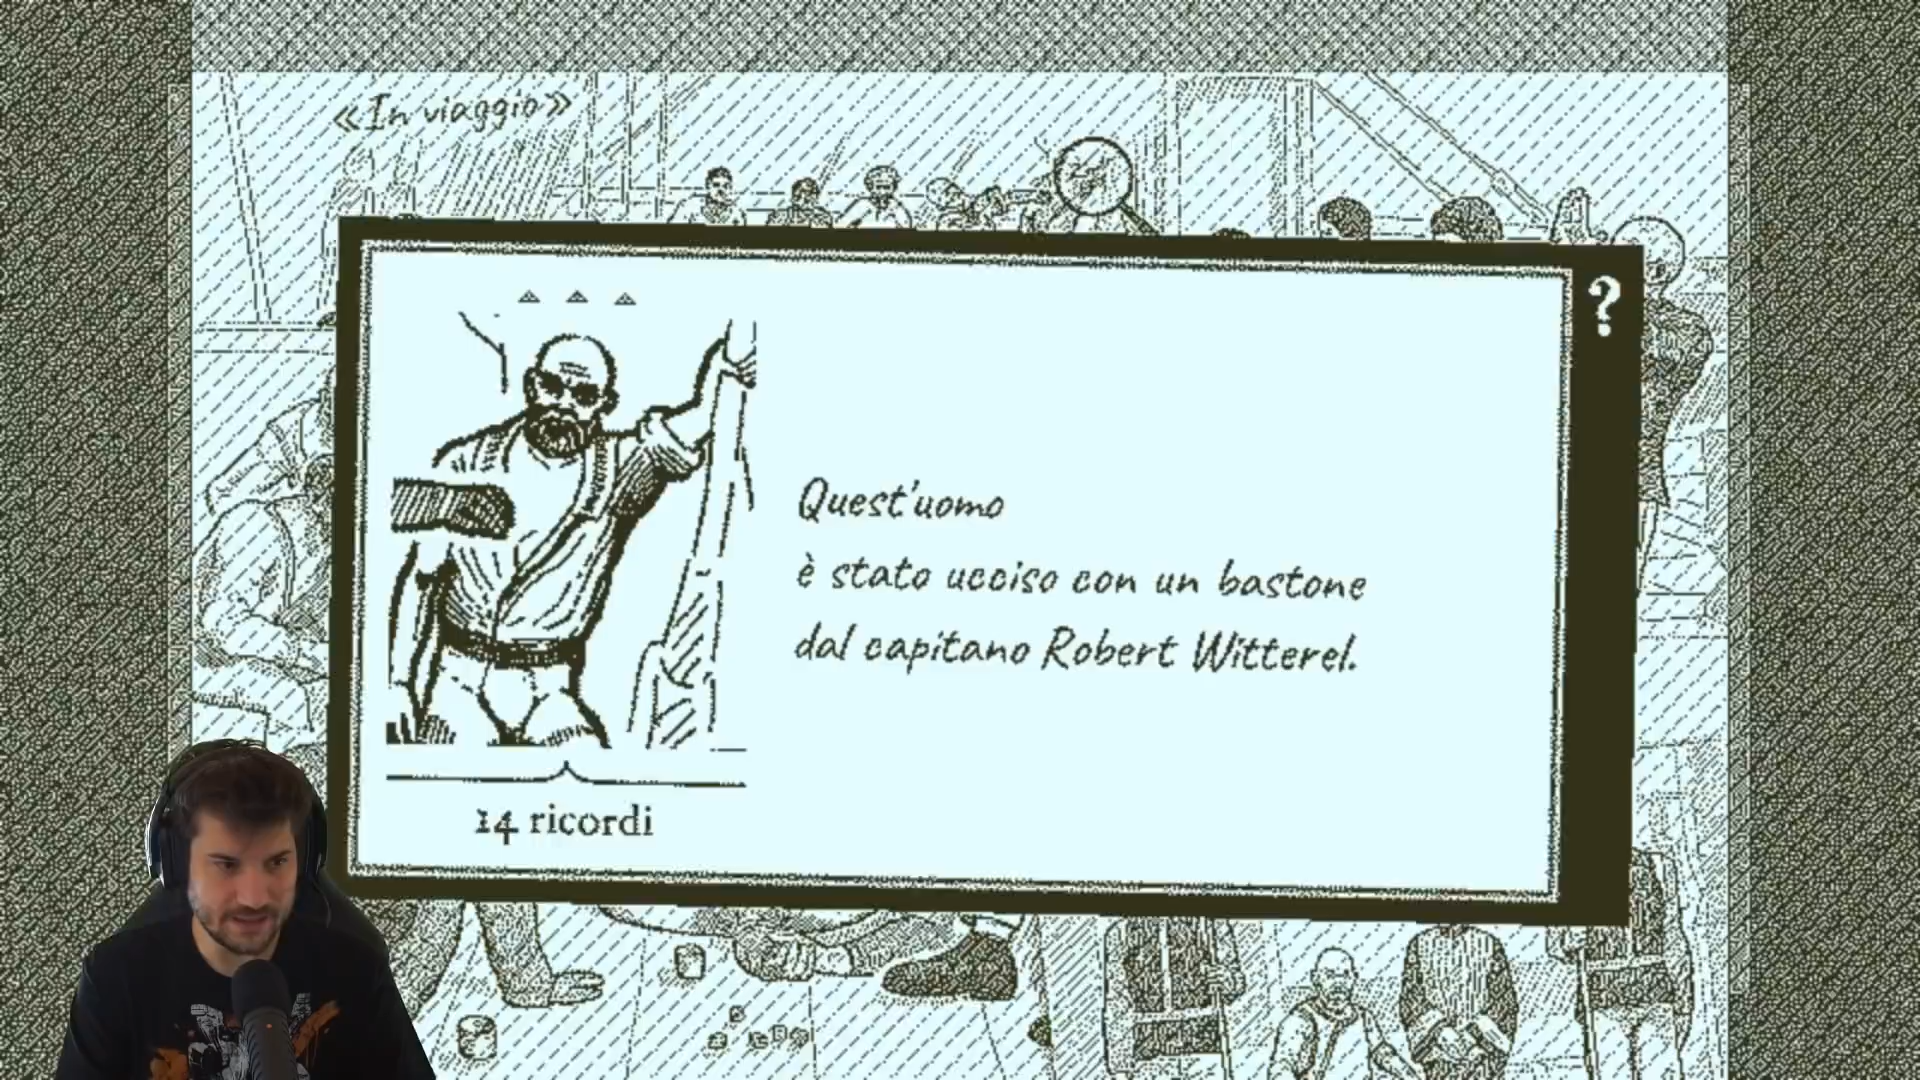 «In viaggio»
?
Quest'uomo
è stato ucciso con un bastone
dal capitano Robert Witterel.
14 ricordi